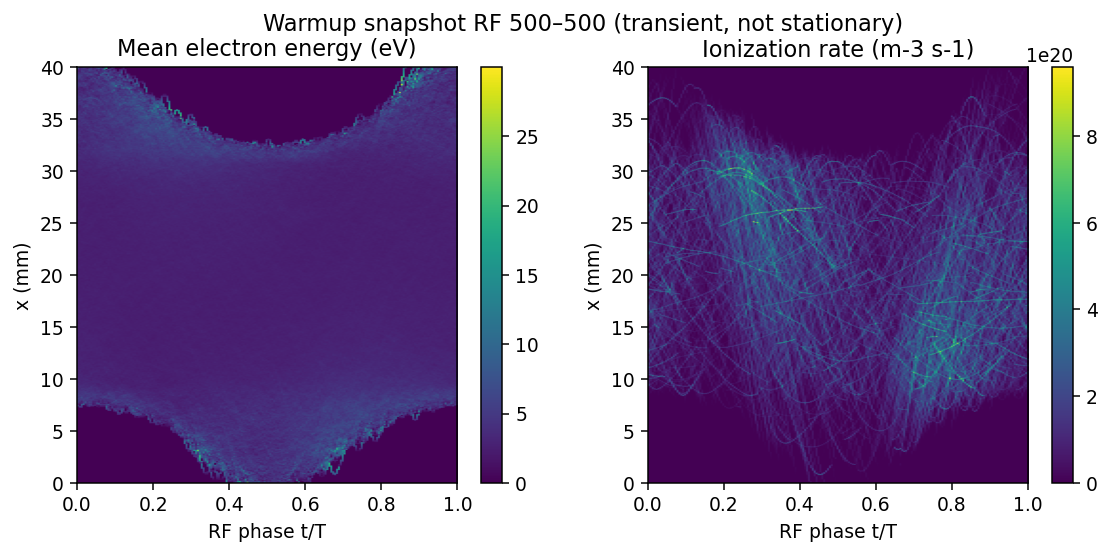 Warmup snapshot RF 500–500 (transient, not stationary)
Mean electron energy (eV)
Ionization rate (m-3 s-1)
1e20
40
35
30
25
20
15
10
5
0
x (mm)
0.0 0.2 0.4 0.6 0.8 1.0
RF phase t/T
25
20
15
10
5
0
40
35
30
25
20
15
10
5
0
x (mm)
0.0 0.2 0.4 0.6 0.8 1.0
RF phase t/T
8
6
4
2
0